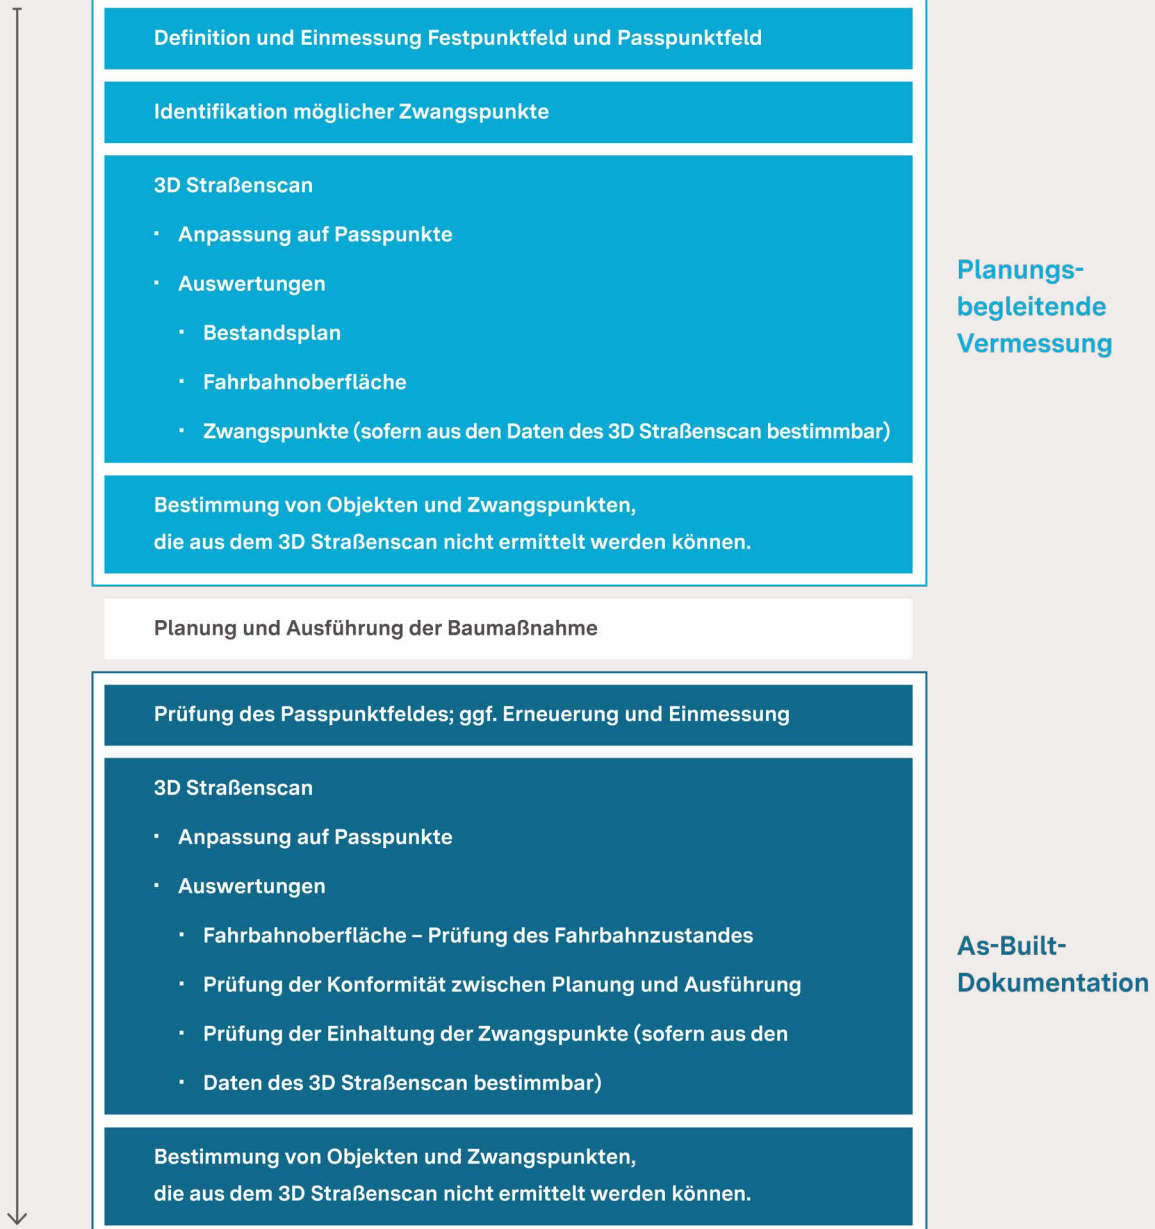 Definition und Einmessung Festpunktfeld und Passpunktfeld
Identifikation möglicher Zwangspunkte
3D Straßenscan
· Anpassung auf Passpunkte
· Auswertungen
· Bestandsplan
· Fahrbahnoberfläche
· Zwangspunkte (sofern aus den Daten des 3D Straßenscan bestimmbar)
Bestimmung von Objekten und Zwangspunkten,
die aus dem 3D Straßenscan nicht ermittelt werden können.
Planungs-
begleitende
Vermessung
Planung und Ausführung der Baumaßnahme
Prüfung des Passpunktfeldes; ggf. Erneuerung und Einmessung
3D Straßenscan
· Anpassung auf Passpunkte
· Auswertungen
· Fahrbahnoberfläche – Prüfung des Fahrbahnzustandes
· Prüfung der Konformität zwischen Planung und Ausführung
· Prüfung der Einhaltung der Zwangspunkte (sofern aus den
· Daten des 3D Straßenscan bestimmbar)
Bestimmung von Objekten und Zwangspunkten,
die aus dem 3D Straßenscan nicht ermittelt werden können.
As-Built-
Dokumentation